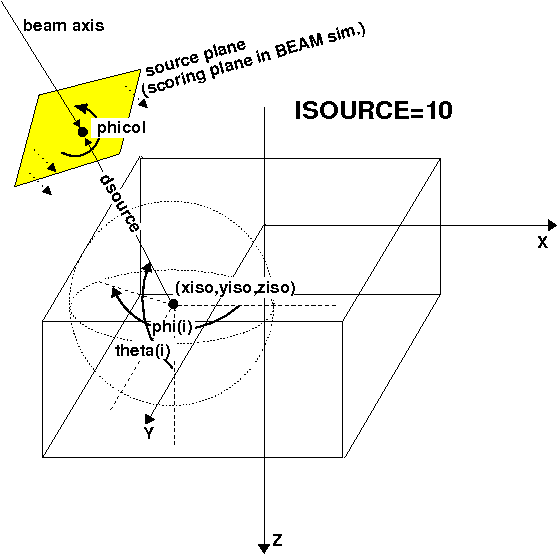 beam axis
source plane
(scoring plane in BEAM sim.)
ISOURCE=10
phicol
dsource
X
(xiso,yiso,ziso)
phi(i)
theta(i)
Y
Z